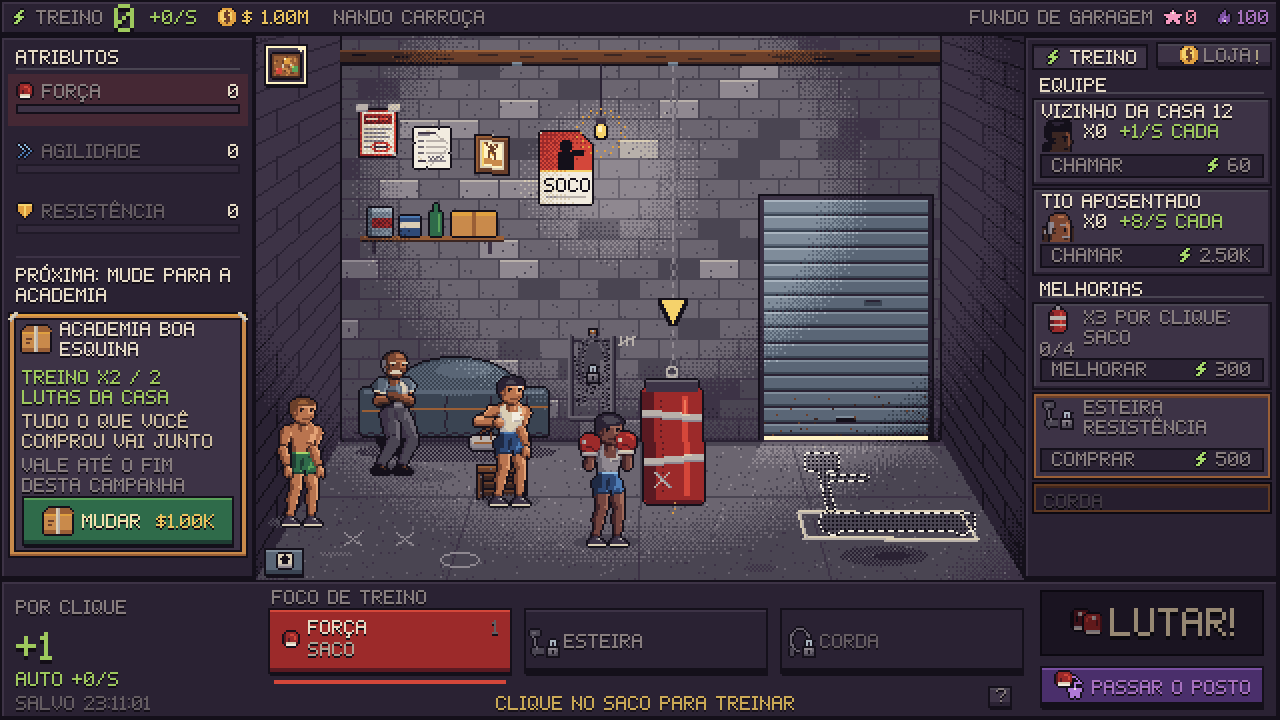 TREINO 0 +0/S $ 1.00M NANDO CARROÇA
FUNDO DE GARAGEM 0 100
ATRIBUTOS
FORÇA 0
AGILIDADE 0
RESISTÊNCIA 0
PRÓXIMA: MUDE PARA A
ACADEMIA
ACADEMIA BOA
ESQUINA
TREINO X2 / 2
LUTAS DA CASA
TUDO O QUE VOCÊ
COMPROU VAI JUNTO
VALE ATÉ O FIM
DESTA CAMPANHA
MUDAR $1.00K
SOCO
TREINO
LOJA!
EQUIPE
VIZINHO DA CASA 12
X0 +1/S CADA
CHAMAR 60
TIO APOSENTADO
X0 +8/S CADA
CHAMAR 2.50K
MELHORIAS
X3 POR CLIQUE:
SACO
0/4
MELHORAR 300
ESTEIRA
RESISTÊNCIA
COMPRAR 500
CORDA
POR CLIQUE
+1
AUTO +0/S
SALVO 23:11:01
FOCO DE TREINO
FORÇA 1
SACO
ESTEIRA
CORDA
CLIQUE NO SACO PARA TREINAR
?
LUTAR!
PASSAR O POSTO